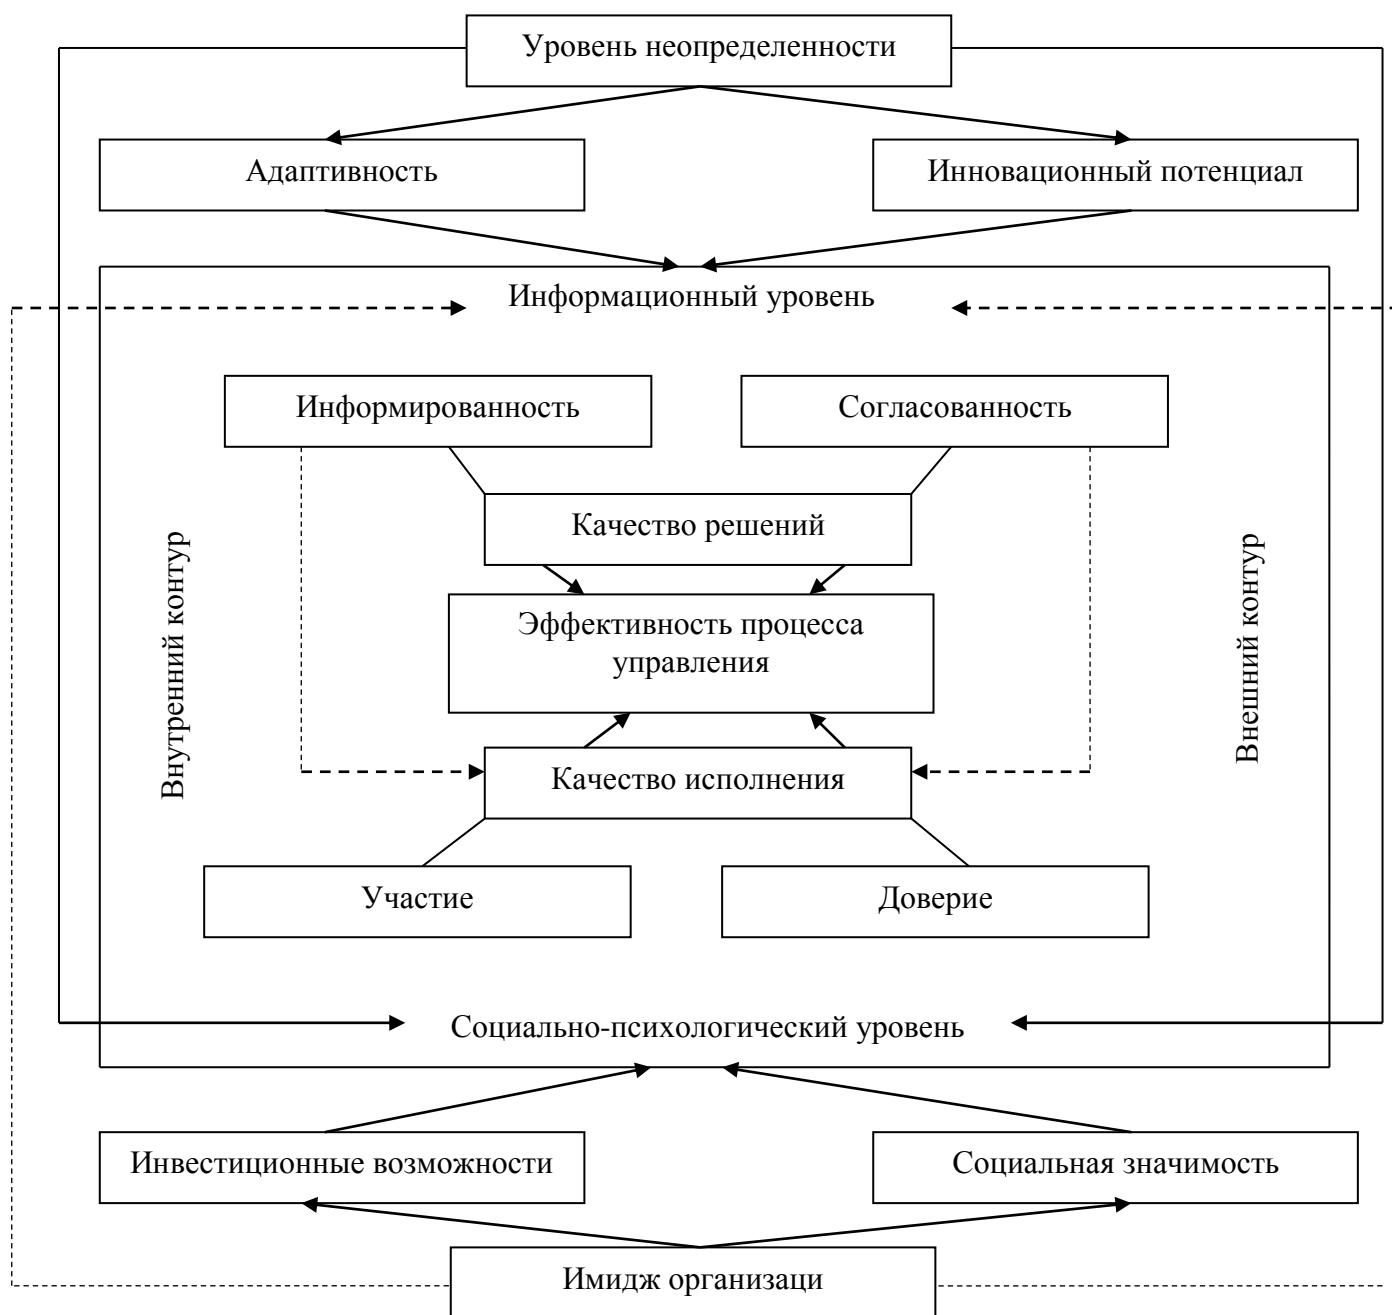 Уровень неопределенности
Адаптивность
Инновационный потенциал
Информационный уровень
Информированность
Согласованность
Качество решений
Внутренний контур
Внешний контур
Эффективность процесса
управления
Качество исполнения
Участие
Доверие
Социально-психологический уровень
Инвестиционные возможности
Социальная значимость
Имидж организаци